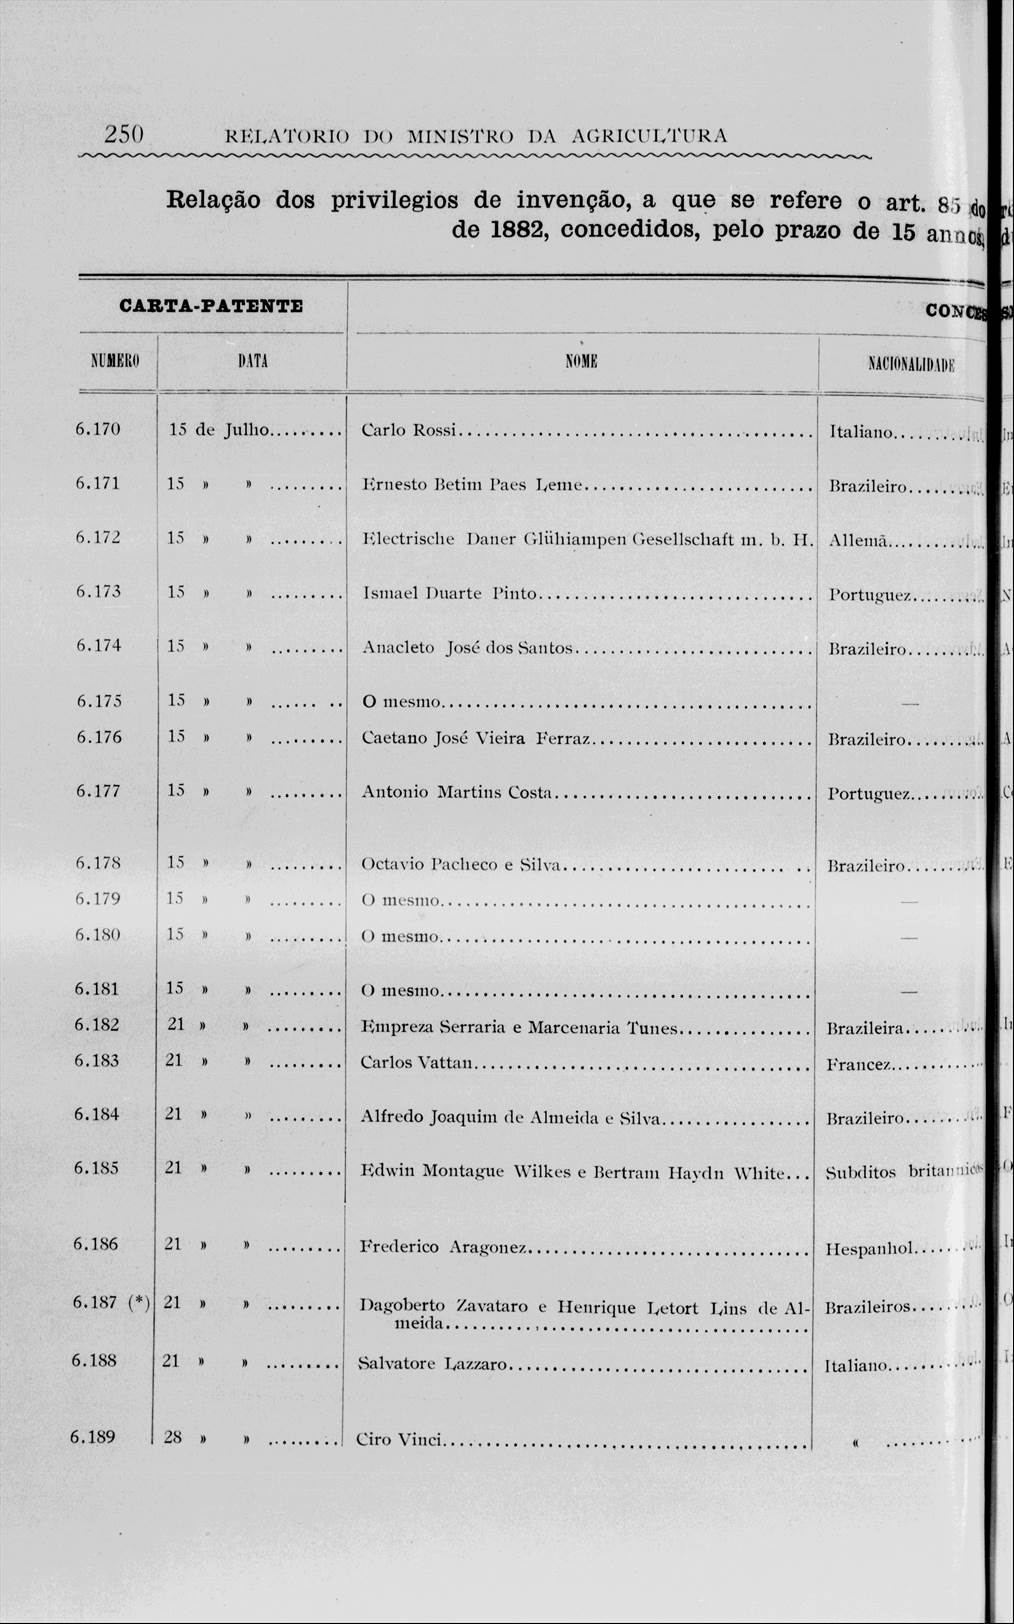 250 RELATORIO DO MINISTRO DA AGRICULTURA
Relação dos privilegios de invenção, a que se refere o art. 85 do
de 1882, concedidos, pelo prazo de 15 annos,
CARTA-PATENTE CONCES
NUMERO DATA NOME NACIONALIDADE
6.170 15 de Julho......... Carlo Rossi........................................ Italiano.........
6.171 15 » » ......... Ernesto Betim Paes Leme.......................... Brazileiro.........
6.172 15 » » ......... Electrische Daner Glühiampen Gesellschaft m. b. H. Allemã.........
6.173 15 » » ......... Ismael Duarte Pinto............................... Portuguez.........
6.174 15 » » ......... Anacleto José dos Santos........................... Brazileiro.........
6.175 15 » » ...... .. O mesmo.......................................... —
6.176 15 » » ......... Caetano José Vieira Ferraz......................... Brazileiro.........
6.177 15 » » ......... Antonio Martins Costa............................. Portuguez.........
6.178 15 » » ......... Octavio Pacheco e Silva......................... .. Brazileiro.........
6.179 15 » » ......... O mesmo.......................................... —
6.180 15 » » ......... O mesmo.......................................... —
6.181 15 » » ......... O mesmo.......................................... —
6.182 21 » » ......... Empreza Serraria e Marcenaria Tunes............... Brazileira.........
6.183 21 » » ......... Carlos Vattan...................................... Francez.........
6.184 21 » » ......... Alfredo Joaquim de Almeida e Silva................. Brazileiro.........
6.185 21 » » ......... Edwin Montague Wilkes e Bertram Haydn White... Subditos britannicos
6.186 21 » » ......... Frederico Aragonez................................ Hespanhol.........
6.187 (*) 21 » » ......... Dagoberto Zavataro e Henrique Letort Lins de Al- Brazileiros.........
meida.........................................
6.188 21 » » ......... Salvatore Lazzaro.................................. Italiano.........
6.189 28 » » ......... Ciro Vinci......................................... « .........